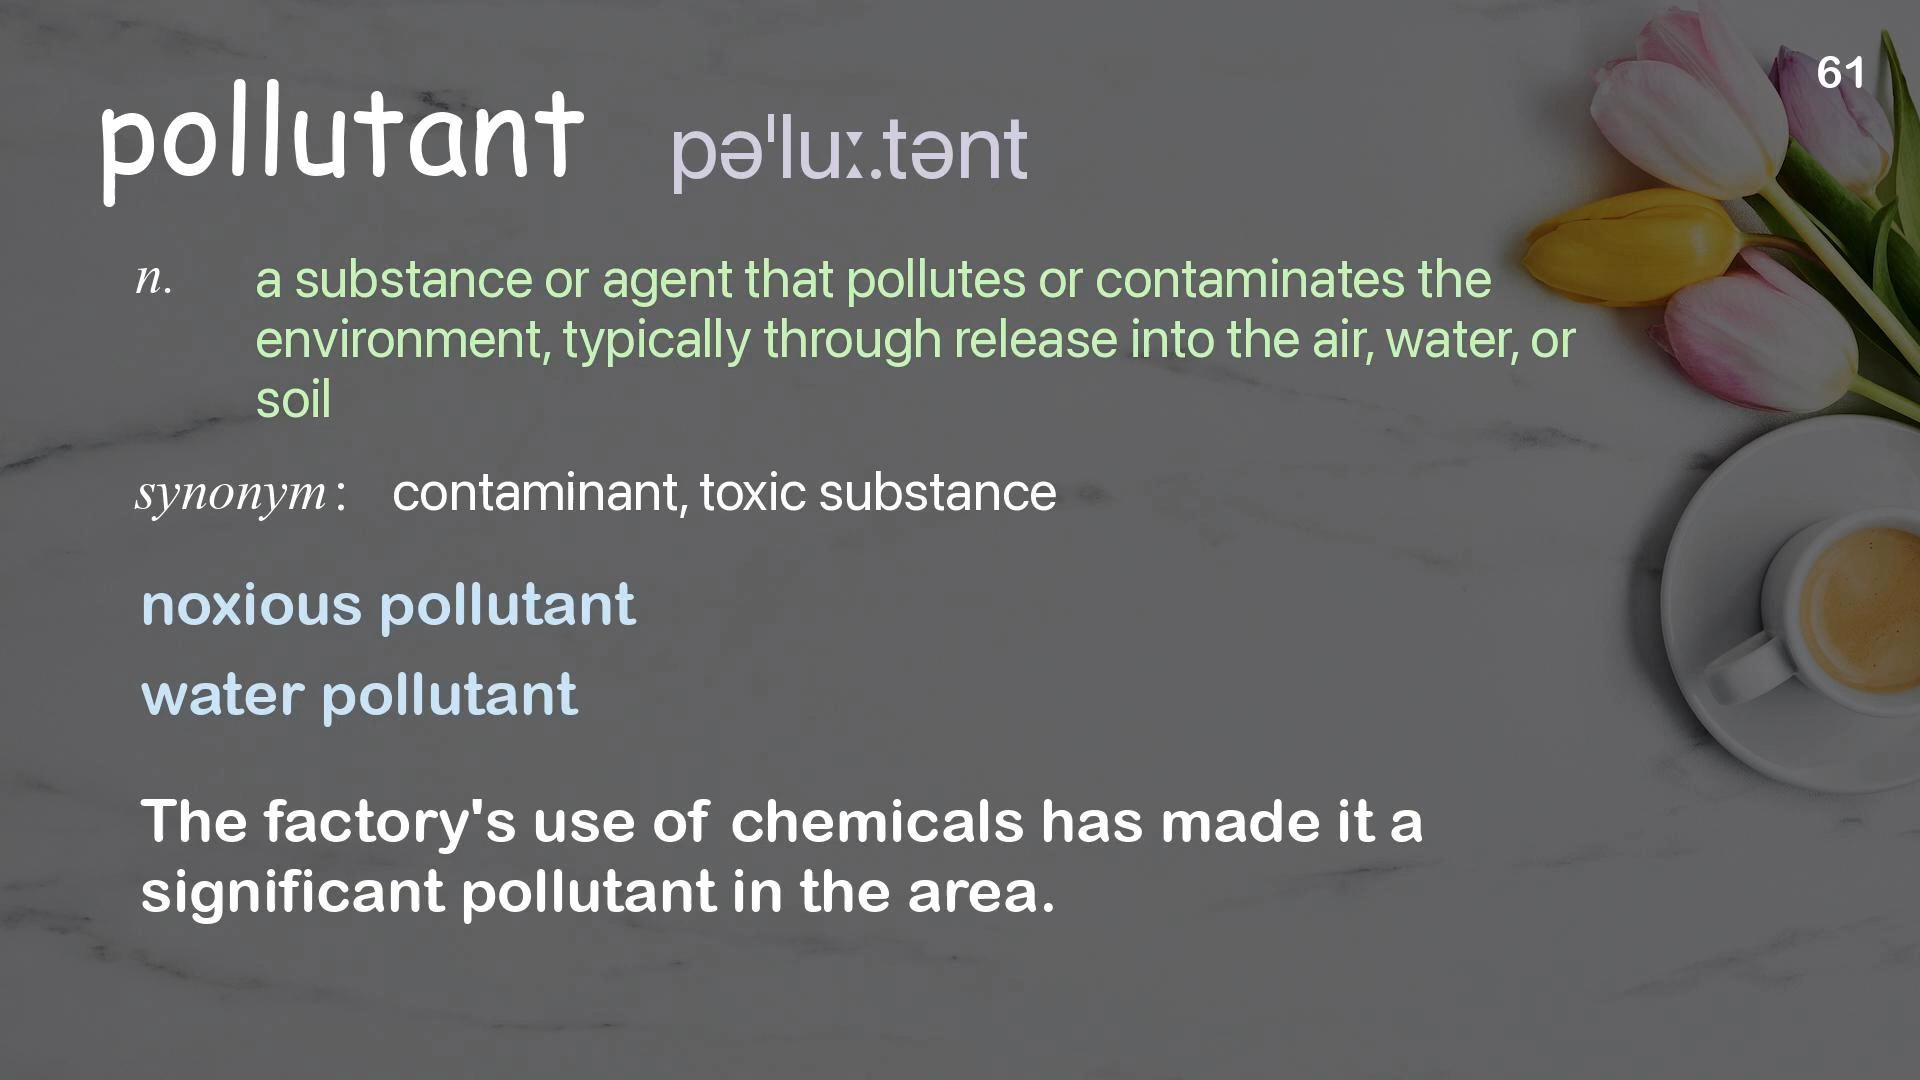 61
pollutant pəˈluː.tənt
n. a substance or agent that pollutes or contaminates the
environment, typically through release into the air, water, or
soil
synonym: contaminant, toxic substance
noxious pollutant
water pollutant
The factory's use of chemicals has made it a
significant pollutant in the area.